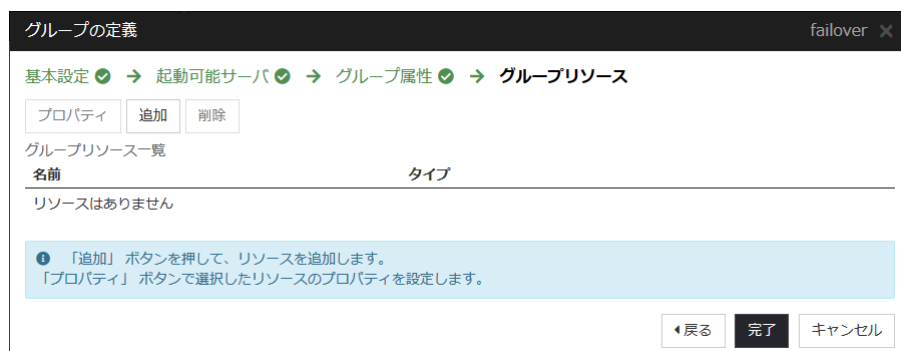 グループの定義 failover
基本設定 → 起動可能サーバ → グループ属性 → グループリソース
プロパティ 追加 削除
グループリソース一覧
名前 タイプ
リソースはありません
「追加」 ボタンを押して、リソースを追加します。
「プロパティ」 ボタンで選択したリソースのプロパティを設定します。
戻る 完了 キャンセル